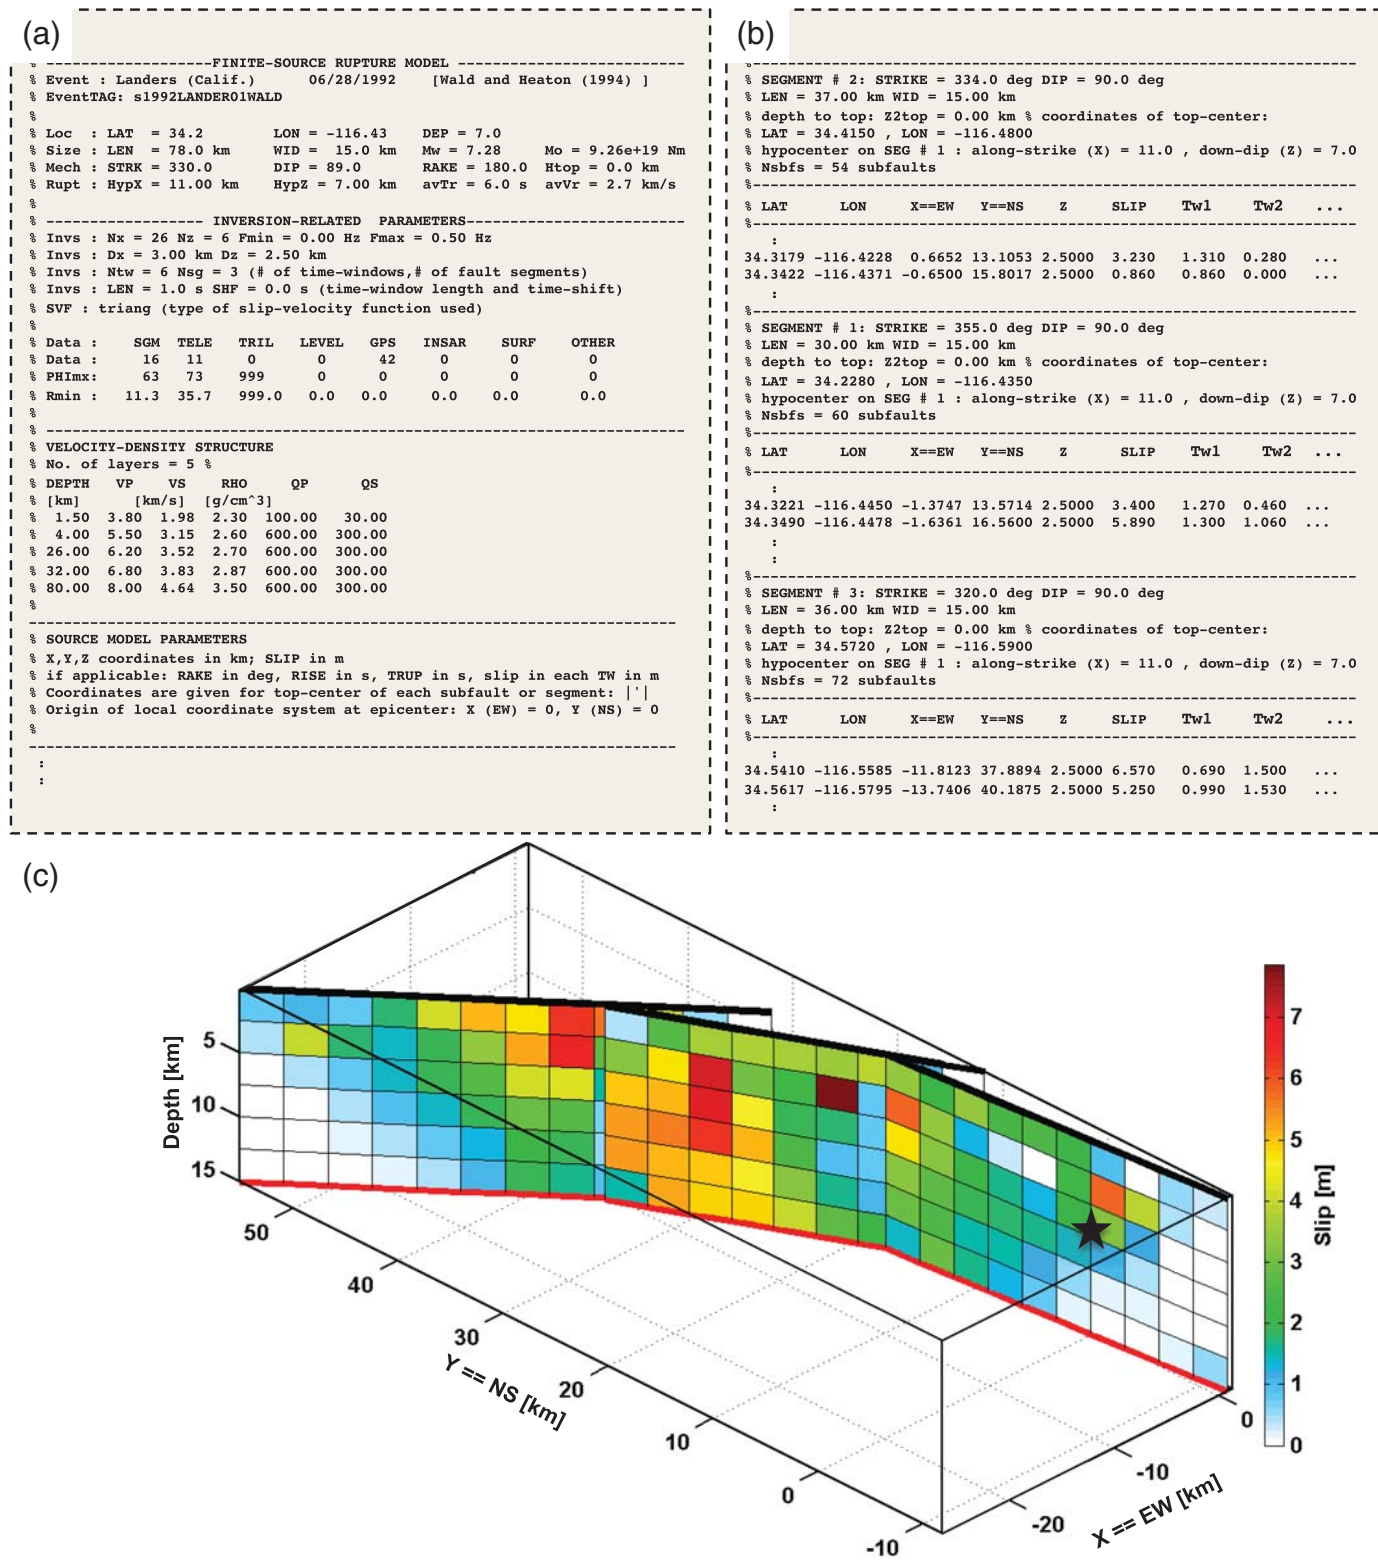 (a)
% -------------------FINITE-SOURCE RUPTURE MODEL -----------------------------
% Event : Landers (Calif.) 06/28/1992 [Wald and Heaton (1994) ]
% EventTAG: s1992LANDER01WALD
%
% Loc : LAT = 34.2 LON = -116.43 DEP = 7.0
% Size : LEN = 78.0 km WID = 15.0 km Mw = 7.28 Mo = 9.26e+19 Nm
% Mech : STRK = 330.0 DIP = 89.0 RAKE = 180.0 Htop = 0.0 km
% Rupt : HypX = 11.00 km HypZ = 7.00 km avTr = 6.0 s avVr = 2.7 km/s
%
% ------------------ INVERSION-RELATED PARAMETERS-------------------------
% Invs : Nx = 26 Nz = 6 Fmin = 0.00 Hz Fmax = 0.50 Hz
% Invs : Dx = 3.00 km Dz = 2.50 km
% Invs : Ntw = 6 Nsg = 3 (# of time-windows,# of fault segments)
% Invs : LEN = 1.0 s SHF = 0.0 s (time-window length and time-shift)
% SVF : triang (type of slip-velocity function used)
%
% Data : SGM TELE TRIL LEVEL GPS INSAR SURF OTHER
% Data : 16 11 0 0 42 0 0 0
% PHImx: 63 73 999 0 0 0 0 0
% Rmin : 11.3 35.7 999.0 0.0 0.0 0.0 0.0 0.0
%
% --------------------------------------------------------------------------
% VELOCITY-DENSITY STRUCTURE
% No. of layers = 5 %
% DEPTH VP VS RHO QP QS
% [km] [km/s] [g/cm^3]
% 1.50 3.80 1.98 2.30 100.00 30.00
% 4.00 5.50 3.15 2.60 600.00 300.00
% 26.00 6.20 3.52 2.70 600.00 300.00
% 32.00 6.80 3.83 2.87 600.00 300.00
% 80.00 8.00 4.64 3.50 600.00 300.00
%
--------------------------------------------------------------------------
% SOURCE MODEL PARAMETERS
% X,Y,Z coordinates in km; SLIP in m
% if applicable: RAKE in deg, RISE in s, TRUP in s, slip in each TW in m
% Coordinates are given for top-center of each subfault or segment: |'|
% Origin of local coordinate system at epicenter: X (EW) = 0, Y (NS) = 0
%
--------------------------------------------------------------------------
:
:
(b)
%----------------------------------------------------------------------
% SEGMENT # 2: STRIKE = 334.0 deg DIP = 90.0 deg
% LEN = 37.00 km WID = 15.00 km
% depth to top: Z2top = 0.00 km % coordinates of top-center:
% LAT = 34.4150 , LON = -116.4800
% hypocenter on SEG # 1 : along-strike (X) = 11.0 , down-dip (Z) = 7.0
% Nsbfs = 54 subfaults
%----------------------------------------------------------------------
% LAT LON X==EW Y==NS Z SLIP Tw1 Tw2 ...
%----------------------------------------------------------------------
:
34.3179 -116.4228 0.6652 13.1053 2.5000 3.230 1.310 0.280 ...
34.3422 -116.4371 -0.6500 15.8017 2.5000 0.860 0.860 0.000 ...
:
%----------------------------------------------------------------------
% SEGMENT # 1: STRIKE = 355.0 deg DIP = 90.0 deg
% LEN = 30.00 km WID = 15.00 km
% depth to top: Z2top = 0.00 km % coordinates of top-center:
% LAT = 34.2280 , LON = -116.4350
% hypocenter on SEG # 1 : along-strike (X) = 11.0 , down-dip (Z) = 7.0
% Nsbfs = 60 subfaults
%----------------------------------------------------------------------
% LAT LON X==EW Y==NS Z SLIP Tw1 Tw2 ...
%----------------------------------------------------------------------
:
34.3221 -116.4450 -1.3747 13.5714 2.5000 3.400 1.270 0.460 ...
34.3490 -116.4478 -1.6361 16.5600 2.5000 5.890 1.300 1.060 ...
:
:
%----------------------------------------------------------------------
% SEGMENT # 3: STRIKE = 320.0 deg DIP = 90.0 deg
% LEN = 36.00 km WID = 15.00 km
% depth to top: Z2top = 0.00 km % coordinates of top-center:
% LAT = 34.5720 , LON = -116.5900
% hypocenter on SEG # 1 : along-strike (X) = 11.0 , down-dip (Z) = 7.0
% Nsbfs = 72 subfaults
%----------------------------------------------------------------------
% LAT LON X==EW Y==NS Z SLIP Tw1 Tw2 ...
%----------------------------------------------------------------------
:
34.5410 -116.5585 -11.8123 37.8894 2.5000 6.570 0.690 1.500 ...
34.5617 -116.5795 -13.7406 40.1875 2.5000 5.250 0.990 1.530 ...
:
(c)
Depth [km]
5
10
15
50
40
30
20
10
0
-10
Y == NS [km]
0
-10
-20
X == EW [km]
7
6
5
4
3
2
1
0
Slip [m]